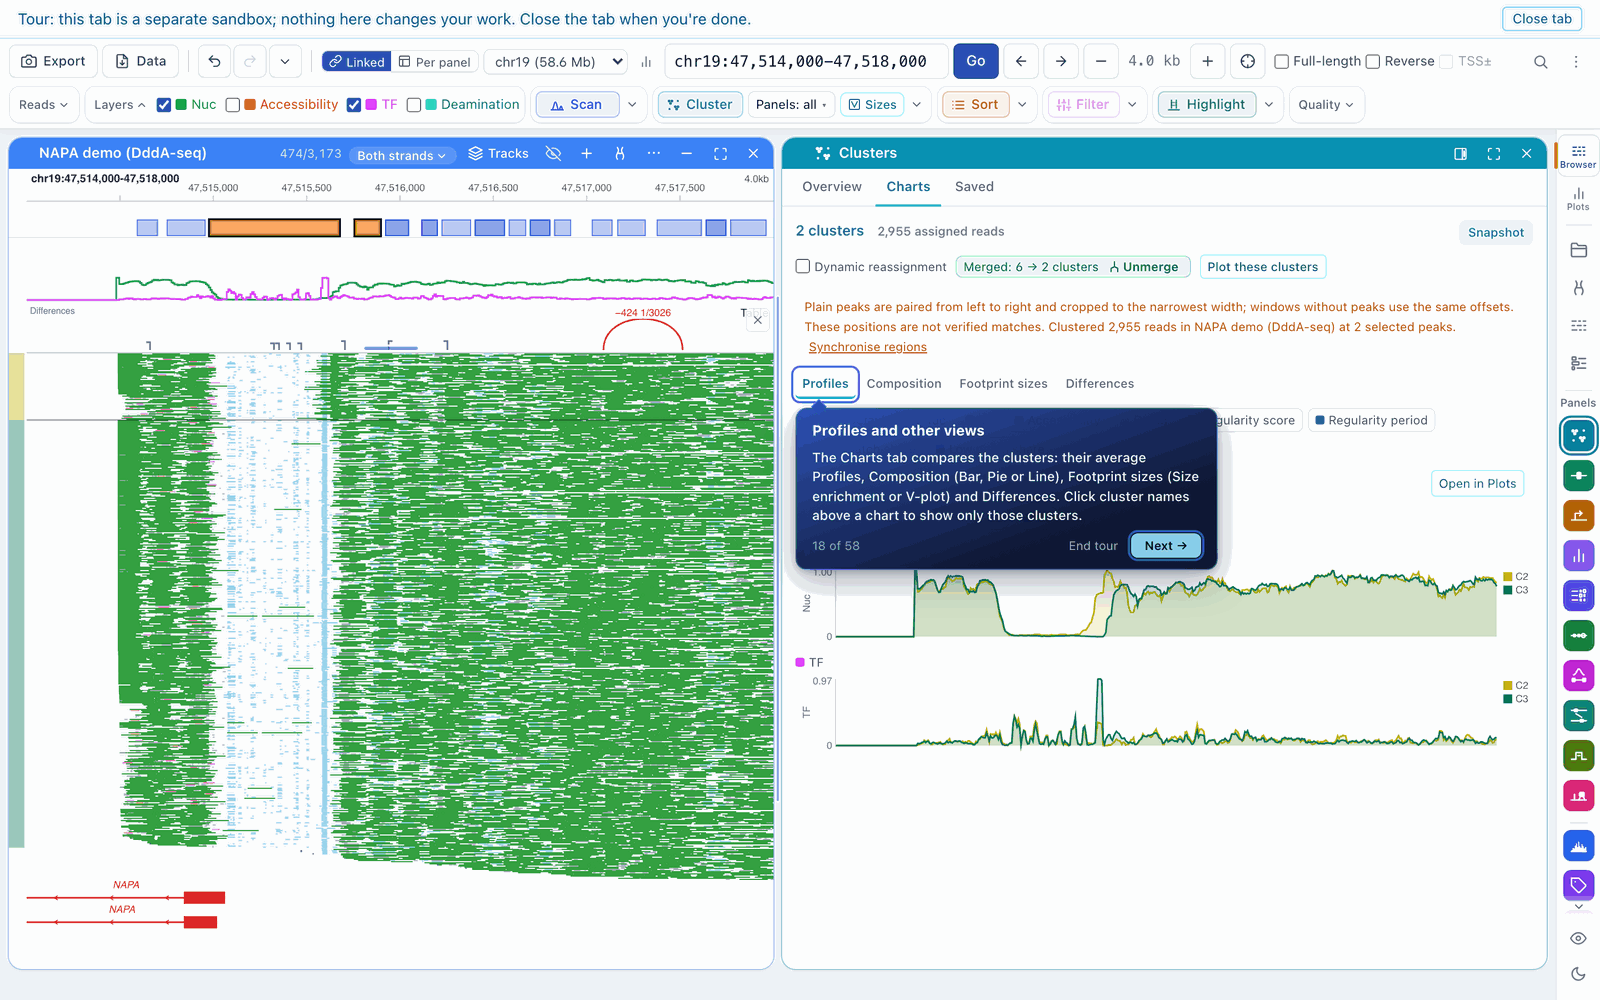 Tour: this tab is a separate sandbox; nothing here changes your work. Close the tab when you're done.
Close tab
Export
Data
Linked
Per panel
chr19 (58.6 Mb)
chr19:47,514,000–47,518,000
Go
4.0 kb
Full-length
Reverse
TSS±
Reads
Layers
Nuc
Accessibility
TF
Deamination
Scan
Cluster
Panels: all
Sizes
Sort
Filter
Highlight
Quality
NAPA demo (DddA-seq)
474/3,173
Both strands
Tracks
chr19:47,514,000-47,518,000
4.0kb
47,515,000
47,515,500
47,516,000
47,516,500
47,517,000
47,517,500
Differences
−424 1/3026
NAPA
NAPA
Clusters
Overview
Charts
Saved
2 clusters
2,955 assigned reads
Snapshot
Dynamic reassignment
Merged: 6 → 2 clusters
Unmerge
Plot these clusters
Plain peaks are paired from left to right and cropped to the narrowest width; windows without peaks use the same offsets.
These positions are not verified matches. Clustered 2,955 reads in NAPA demo (DddA-seq) at 2 selected peaks.
Synchronise regions
Profiles
Composition
Footprint sizes
Differences
gularity score
Regularity period
Profiles and other views
The Charts tab compares the clusters: their average
Profiles, Composition (Bar, Pie or Line), Footprint sizes (Size
enrichment or V-plot) and Differences. Click cluster names
above a chart to show only those clusters.
18 of 58
End tour
Next →
Open in Plots
1.00
Nuc
0
C2
C3
TF
0.97
TF
0
C2
C3
Browser
Plots
Panels